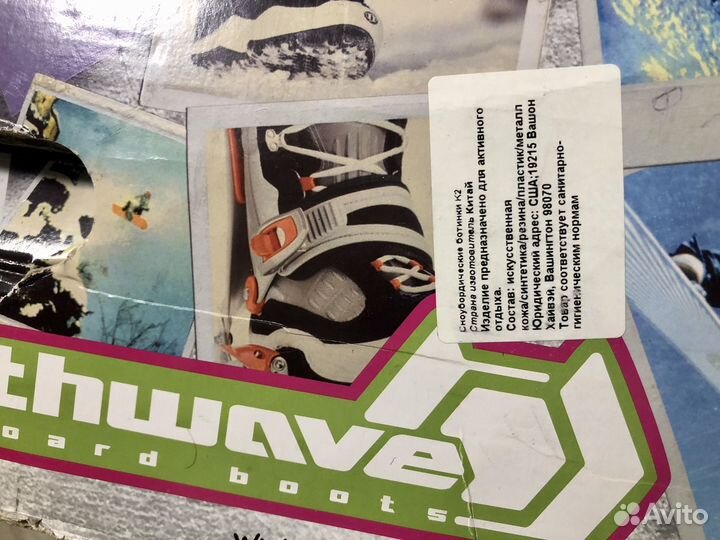 Сноубордические ботинки К2
Страна изготовитель Китай
Изделие предназначено для активного
отдыха.
Состав: искусственная
кожа/синтетика/резина/пластик/металл
Юридический адрес: США;19215 Вашон
Хайвэй, Вашингтон 98070
Товар соответствует санитарно-
гигиеническим нормам
thwave
oard boots
Avito